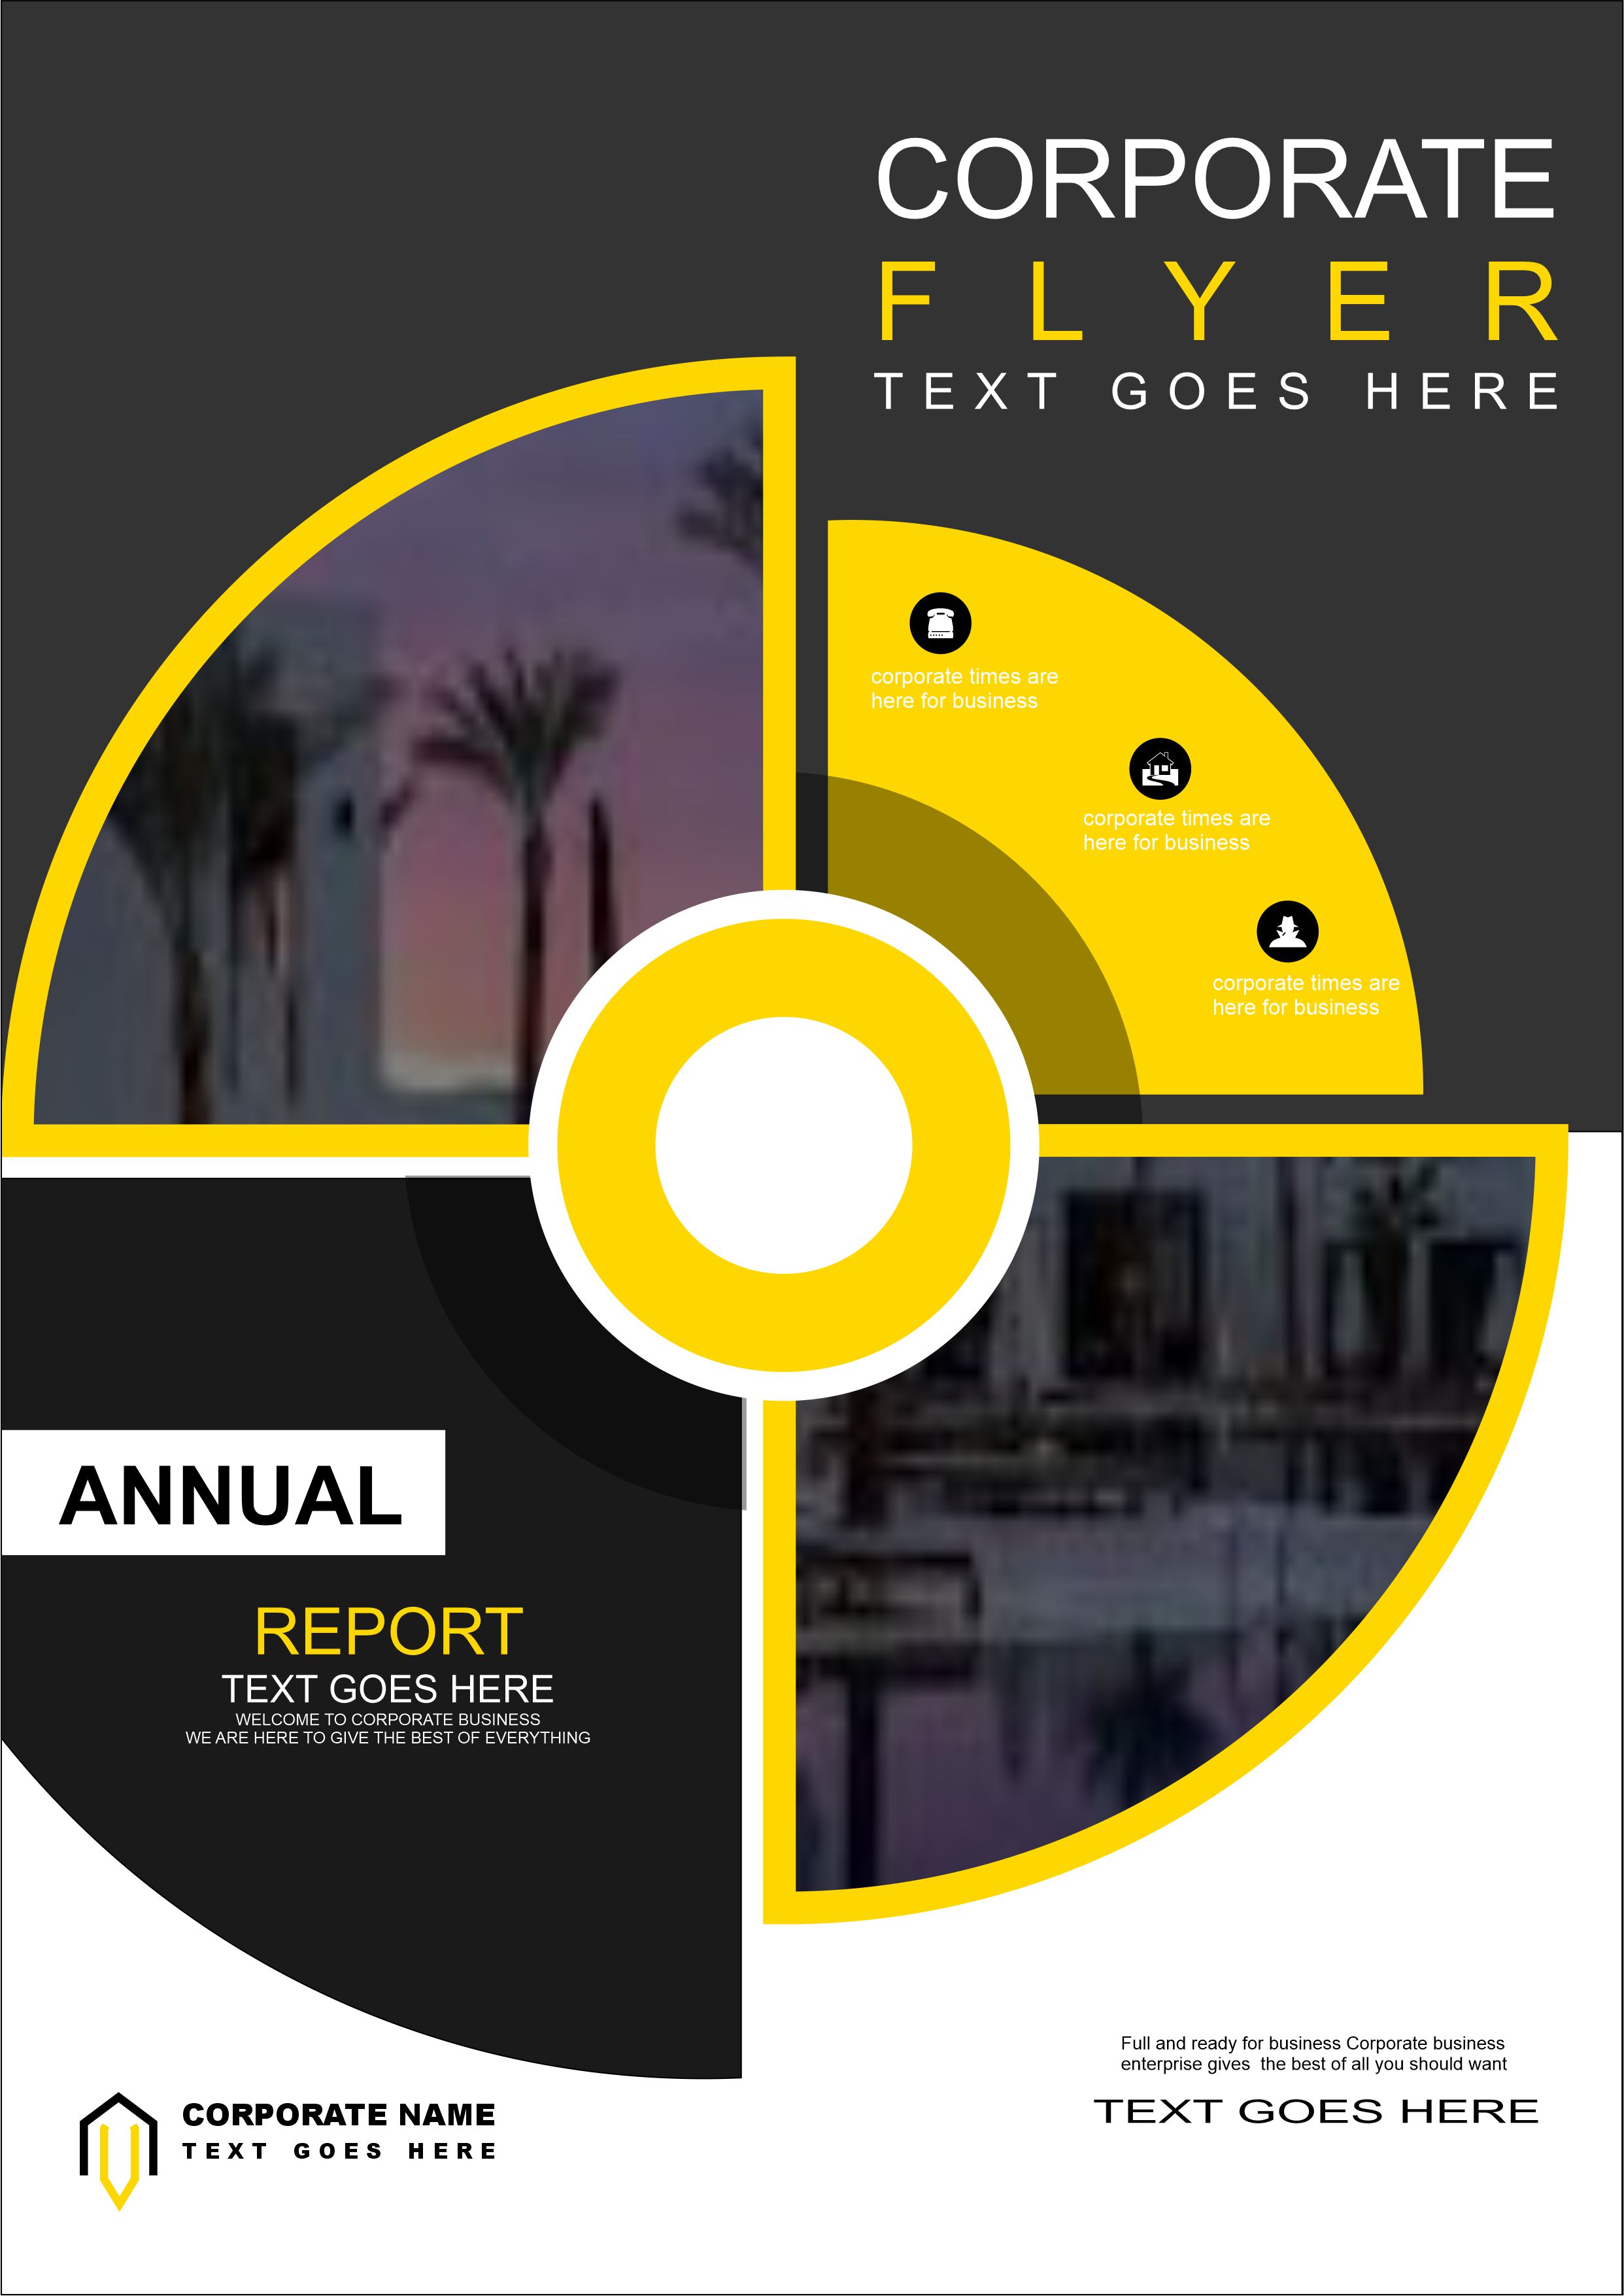 CORPORATE
FLYER
TEXT GOES HERE
corporate times are
here for business
corporate times are
here for business
corporate times are
here for business
ANNUAL
REPORT
TEXT GOES HERE
WELCOME TO CORPORATE BUSINESS
WE ARE HERE TO GIVE THE BEST OF EVERYTHING
Full and ready for business Corporate business
enterprise gives  the best of all you should want
TEXT GOES HERE
CORPORATE NAME
TEXT GOES HERE